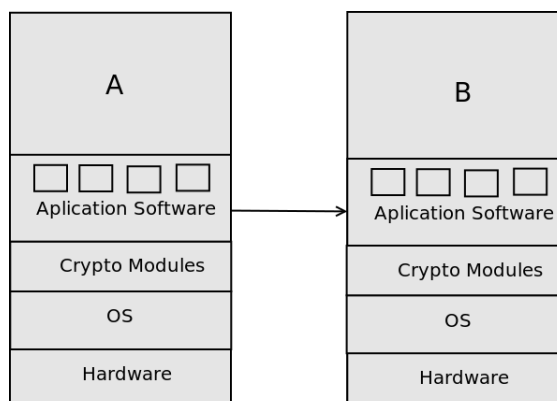 A
Aplication Software
Crypto Modules
OS
Hardware
B
Aplication Software
Crypto Modules
OS
Hardware